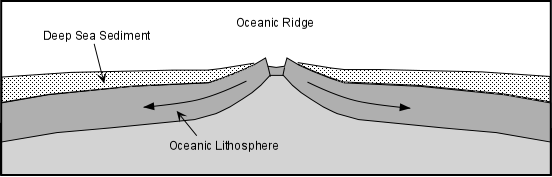 Oceanic Ridge
Deep Sea Sediment
Oceanic Lithosphere